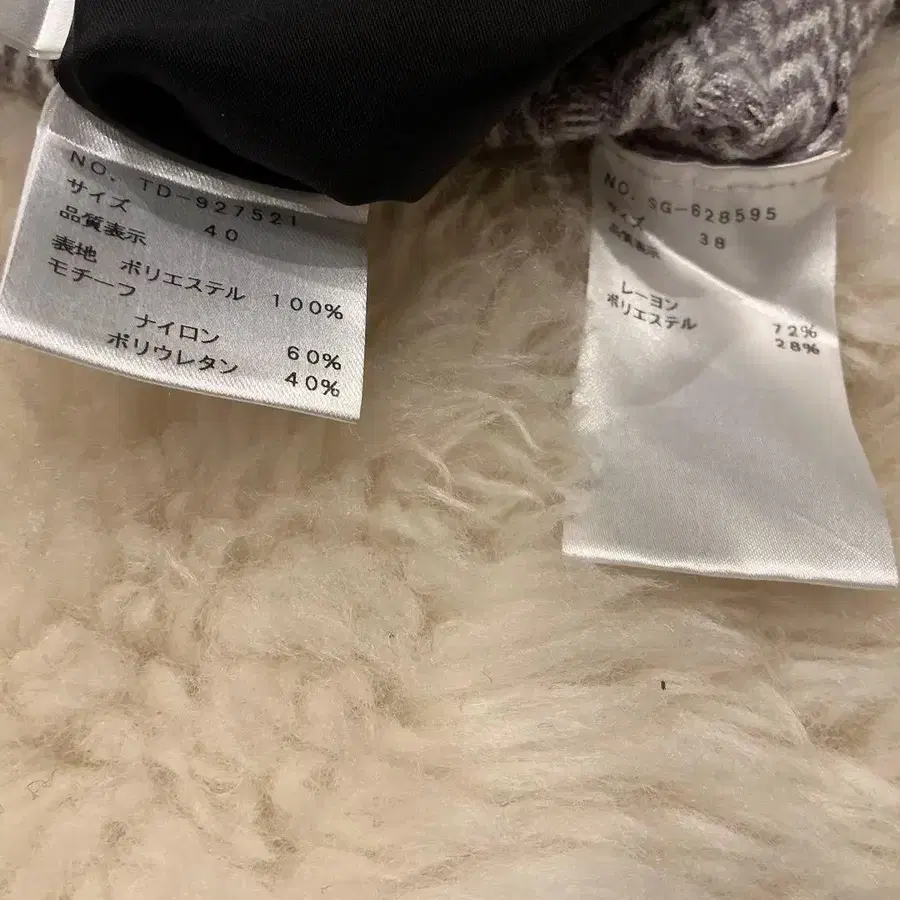 NO. TD-927521
サイズ 40
品質表示
表地 ポリエステル 100%
モチーフ
ナイロン 60%
ポリウレタン 40%
NO. SG-628595
サイズ 38
品質表示
レーヨン 72%
ポリエステル 28%